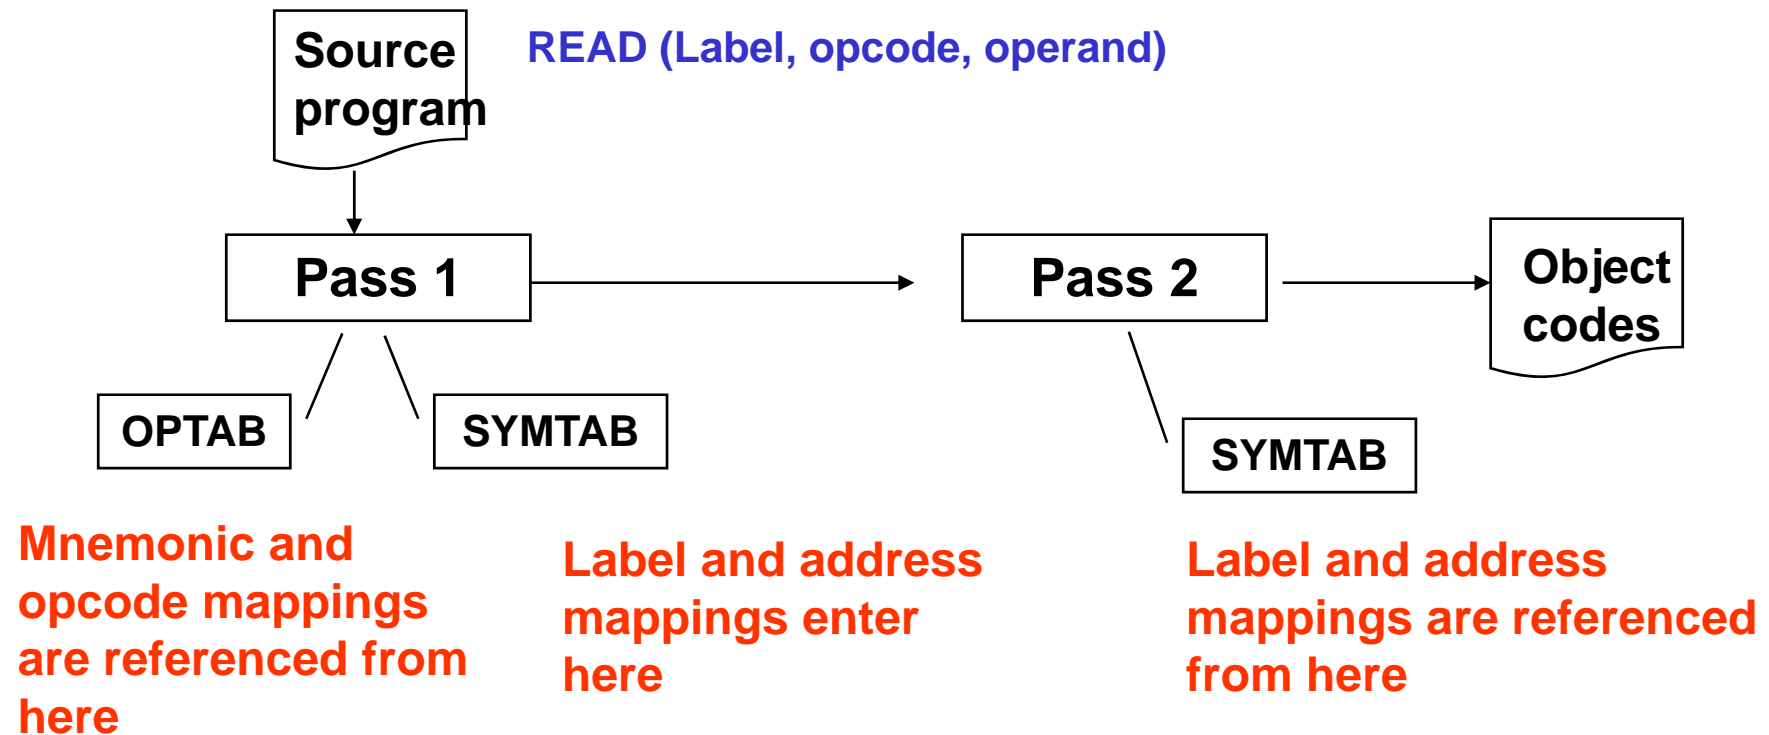 Source
program
READ (Label, opcode, operand)
Pass 1
Pass 2
Object
codes
OPTAB
SYMTAB
SYMTAB
Mnemonic and
opcode mappings
are referenced from
here
Label and address
mappings enter
here
Label and address
mappings are referenced
from here